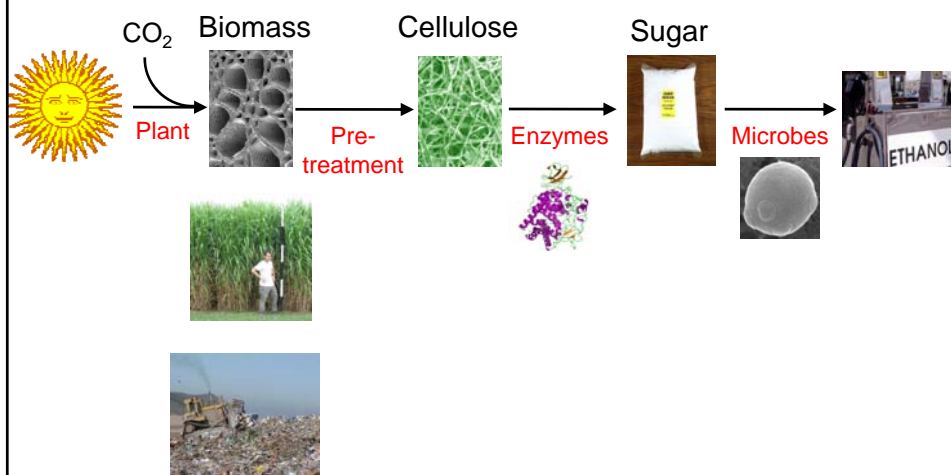 CO₂
Biomass
Cellulose
Sugar
Plant
Pre-
treatment
Enzymes
Microbes
ETHANOL